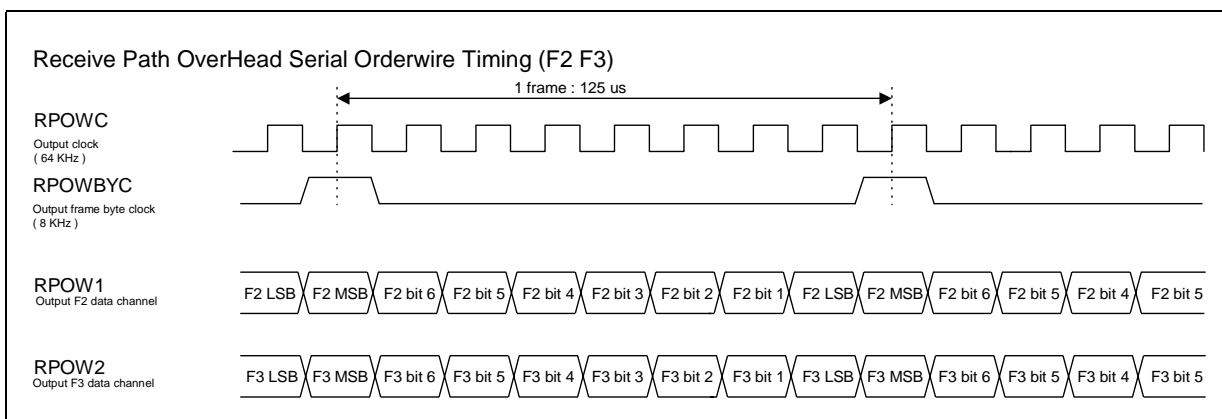 Receive Path OverHead Serial Orderwire Timing (F2 F3)
1 frame : 125 us
RPOWC
Output clock
( 64 KHz )
RPOWBYC
Output frame byte clock
( 8 KHz )
RPOW1
Output F2 data channel
F2 LSB F2 MSB F2 bit 6 F2 bit 5 F2 bit 4 F2 bit 3 F2 bit 2 F2 bit 1 F2 LSB F2 MSB F2 bit 6 F2 bit 5 F2 bit 4 F2 bit 5
RPOW2
Output F3 data channel
F3 LSB F3 MSB F3 bit 6 F3 bit 5 F3 bit 4 F3 bit 3 F3 bit 2 F3 bit 1 F3 LSB F3 MSB F3 bit 6 F3 bit 5 F3 bit 4 F3 bit 5